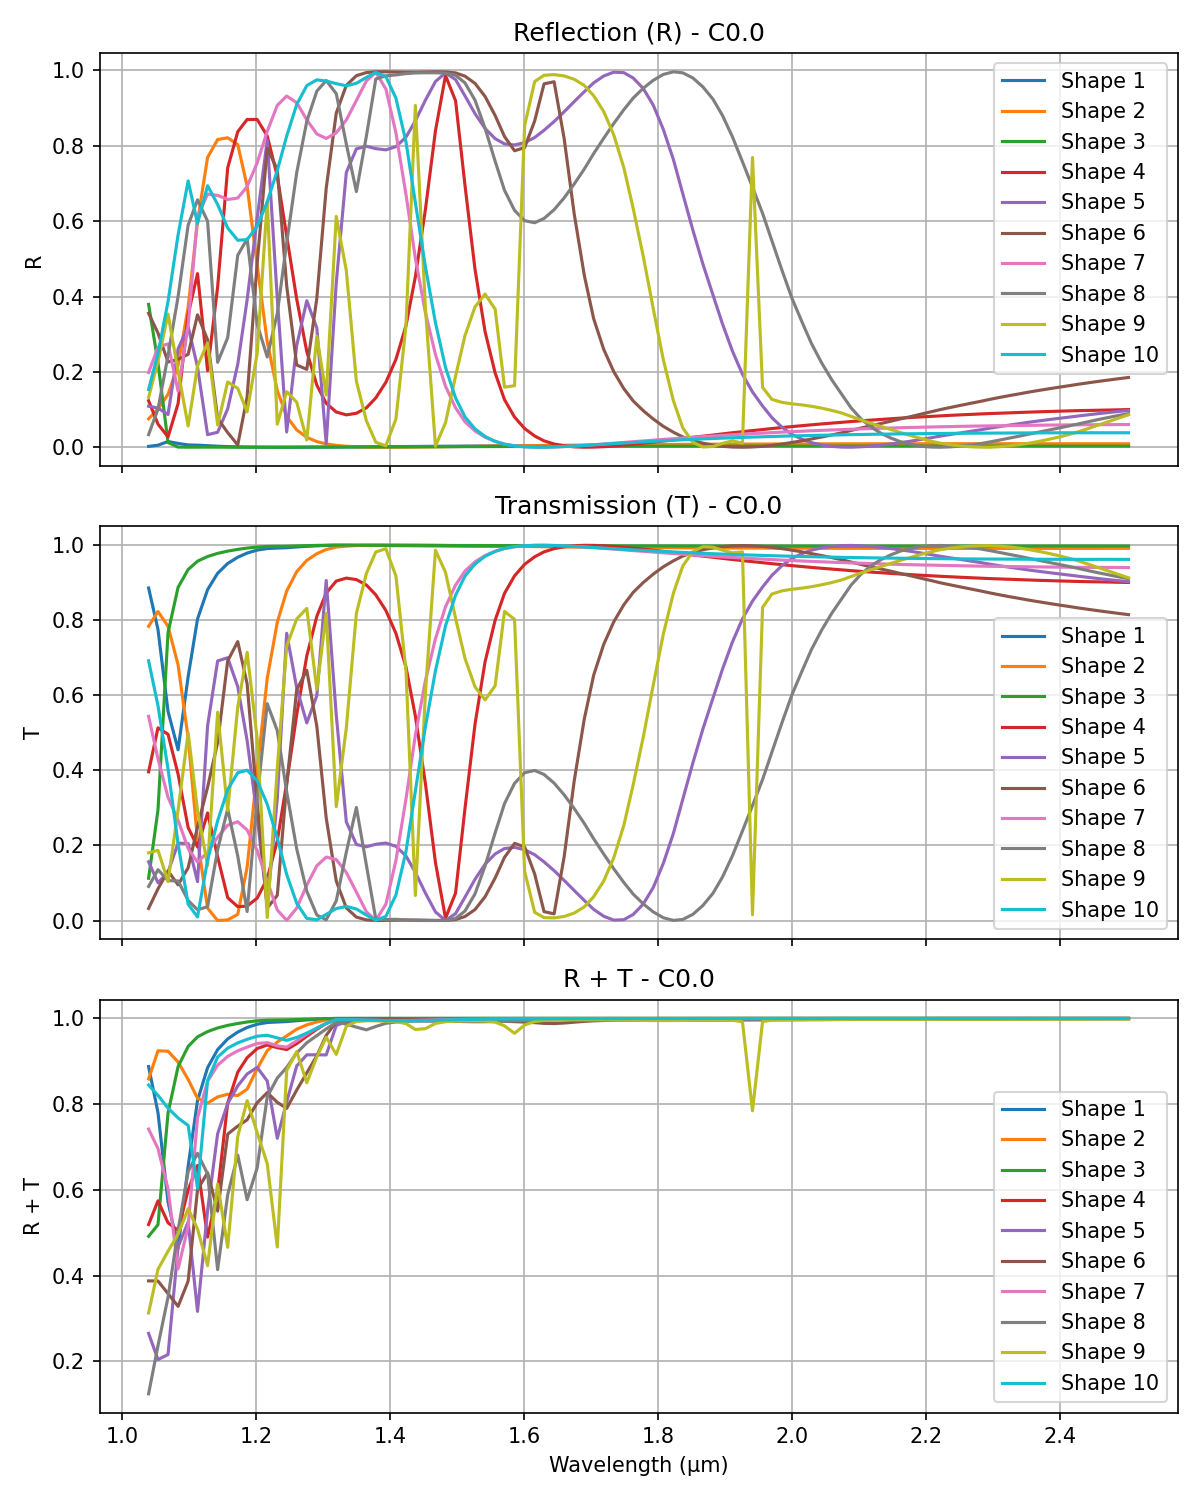 Reflection (R) - C0.0
1.0
0.8
0.6
0.4
0.2
0.0
R
Shape 1
Shape 2
Shape 3
Shape 4
Shape 5
Shape 6
Shape 7
Shape 8
Shape 9
Shape 10
Transmission (T) - C0.0
1.0
0.8
0.6
0.4
0.2
0.0
T
Shape 1
Shape 2
Shape 3
Shape 4
Shape 5
Shape 6
Shape 7
Shape 8
Shape 9
Shape 10
R + T - C0.0
1.0
0.8
0.6
0.4
0.2
R + T
Shape 1
Shape 2
Shape 3
Shape 4
Shape 5
Shape 6
Shape 7
Shape 8
Shape 9
Shape 10
1.0 1.2 1.4 1.6 1.8 2.0 2.2 2.4
Wavelength (μm)